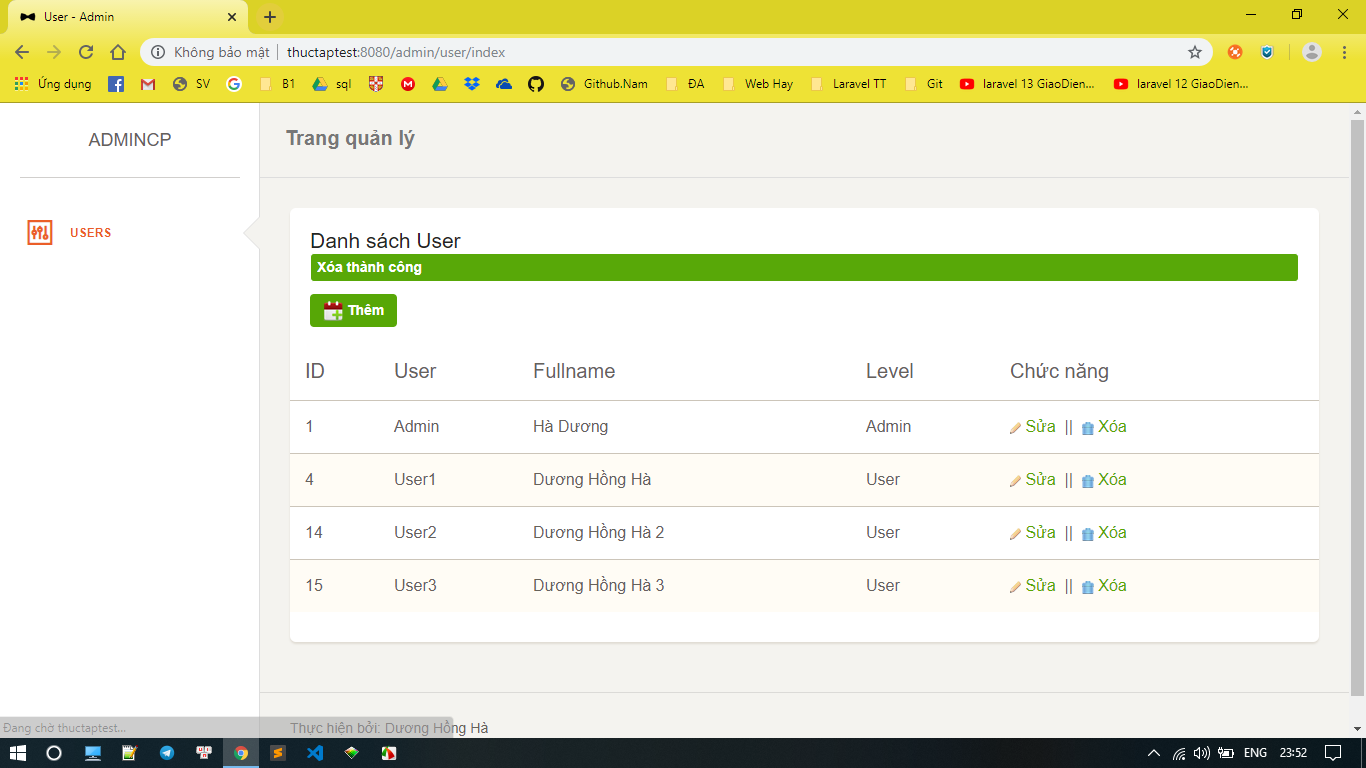 User - Admin
Không bảo mật | thuctaptest:8080/admin/user/index
Ứng dụng SV B1 sql Github.Nam ĐA Web Hay Laravel TT Git laravel 13 GiaoDien... laravel 12 GiaoDien...
ADMINCP
Trang quản lý
USERS
Danh sách User
Xóa thành công
Thêm
ID User Fullname Level Chức năng
1 Admin Hà Dương Admin Sửa || Xóa
4 User1 Dương Hồng Hà User Sửa || Xóa
14 User2 Dương Hồng Hà 2 User Sửa || Xóa
15 User3 Dương Hồng Hà 3 User Sửa || Xóa
Đang chờ thuctaptest...
Thực hiện bởi: Dương Hồng Hà
ENG 23:52